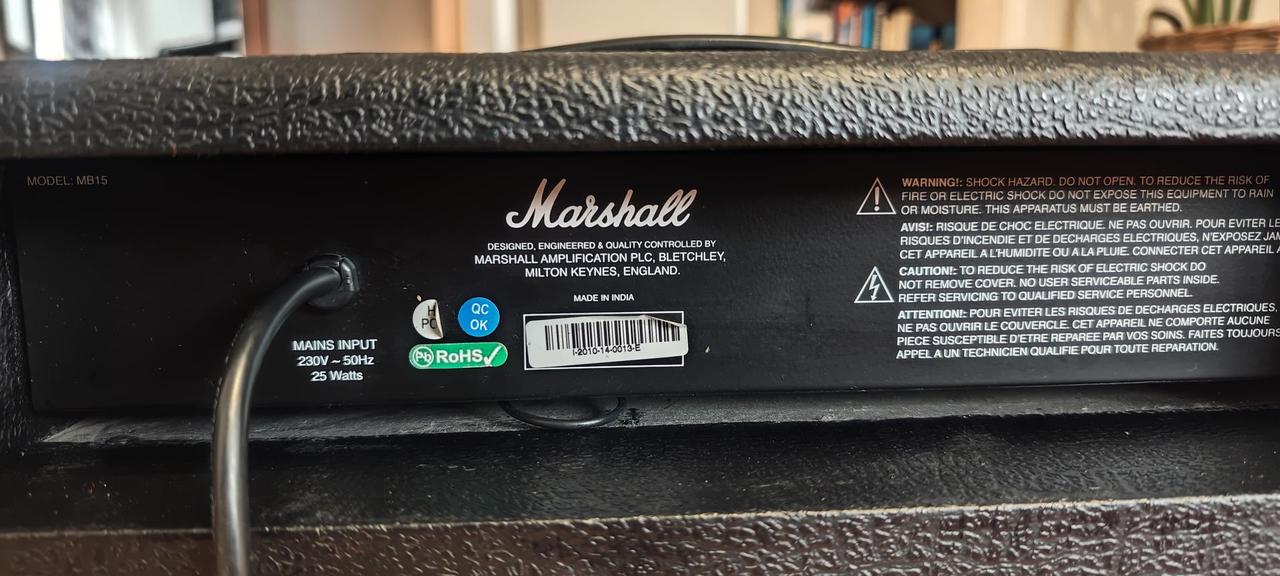 MODEL: MB15
Marshall
DESIGNED, ENGINEERED & QUALITY CONTROLLED BY
MARSHALL AMPLIFICATION PLC, BLETCHLEY,
MILTON KEYNES, ENGLAND.
MADE IN INDIA
I-2010-14-0013-E
H
PC
QC
OK
Pb RoHS
MAINS INPUT
230V ~ 50Hz
25 Watts
WARNING!: SHOCK HAZARD. DO NOT OPEN. TO REDUCE THE RISK OF
FIRE OR ELECTRIC SHOCK DO NOT EXPOSE THIS EQUIPMENT TO RAIN
OR MOISTURE. THIS APPARATUS MUST BE EARTHED.
AVIS!: RISQUE DE CHOC ELECTRIQUE. NE PAS OUVRIR. POUR EVITER LE
RISQUES D'INCENDIE ET DE DECHARGES ELECTRIQUES, N'EXPOSEZ JAM
CET APPAREIL A L'HUMIDITE OU A LA PLUIE. CONNECTER CET APPAREIL A
CAUTION!: TO REDUCE THE RISK OF ELECTRIC SHOCK DO
NOT REMOVE COVER. NO USER SERVICEABLE PARTS INSIDE.
REFER SERVICING TO QUALIFIED SERVICE PERSONNEL.
ATTENTION!: POUR EVITER LES RISQUES DE DECHARGES ELECTRIQUES,
NE PAS OUVRIR LE COUVERCLE. CET APPAREIL NE COMPORTE AUCUNE
PIECE SUSCEPTIBLE D'ETRE REPAREE PAR VOS SOINS. FAITES TOUJOURS
APPEL A UN TECHNICIEN QUALIFIE POUR TOUTE REPARATION.